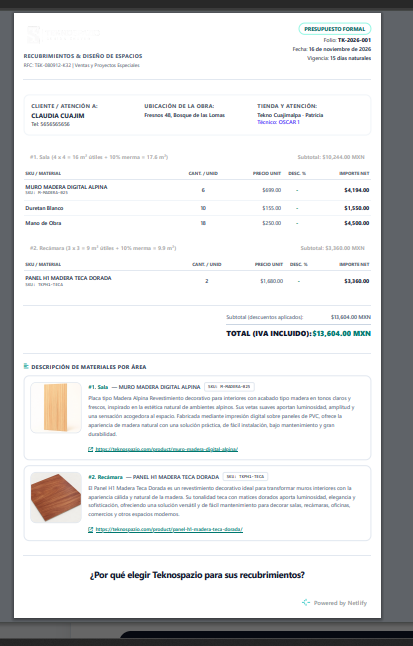 PRESUPUESTO FORMAL
Folio: TK-2026-001
Fecha: 16 de noviembre de 2026
Vigencia: 15 días naturales
RECUBRIMIENTOS & DISEÑO DE ESPACIOS
Ventas y Proyectos Especiales
CLIENTE / ATENCIÓN A:
CLAUDIA CUAJIM
Tel: 5656565656
UBICACIÓN DE LA OBRA:
Fresnos 48, Bosque de las Lomas
TIENDA Y ATENCIÓN:
Tekno Cuajimalpa - Patricia
Técnico: OSCAR 1
#1. Sala (4 x 4 = 16 m² útiles + 10% merma = 17.6 m²) Subtotal: $10,244.00 MXN
SKU / MATERIAL CANT. / UNID PRECIO UNIT DESC. % IMPORTE NET
MURO MADERA DIGITAL ALPINA 6 $699.00 - $4,194.00
SKU: M-MADERA-025
Duretan Blanco 10 $155.00 - $1,550.00
Mano de Obra 18 $250.00 - $4,500.00
#2. Recámara (3 x 3 = 9 m² útiles + 10% merma = 9.9 m²) Subtotal: $3,360.00 MXN
SKU / MATERIAL CANT. / UNID PRECIO UNIT DESC. % IMPORTE NET
PANEL H1 MADERA TECA DORADA 2 $1,680.00 - $3,360.00
SKU: TEPH1-TECA
Subtotal (descuentos aplicados) $13,604.00 MXN
TOTAL (IVA INCLUIDO): $13,604.00 MXN
DESCRIPCIÓN DE MATERIALES POR ÁREA
#1. Sala — MURO MADERA DIGITAL ALPINA SKU: M-MADERA-025
Placa tipo Madera Alpina Revestimiento decorativo para interiores con acabado tipo madera en tonos claros y
frescos, inspirado en la estética natural de ambientes alpinos. Sus vetas suaves aportan luminosidad, amplitud y
una sensación acogedora al espacio. Fabricada mediante impresión digital sobre paneles de PVC, ofrece la
apariencia de madera natural con una solución práctica, de fácil instalación, bajo mantenimiento y gran
durabilidad.
https://teknospazio.com/product/muro-madera-digital-alpina/
#2. Recámara — PANEL H1 MADERA TECA DORADA SKU: TEPH1-TECA
El Panel H1 Madera Teca Dorada es un revestimiento decorativo ideal para transformar muros interiores con la
apariencia cálida y natural de la madera. Su tonalidad teca con matices dorados aporta luminosidad, elegancia y
sofisticación, ofreciendo una solución versátil y de fácil mantenimiento para decorar salas, recámaras, oficinas,
comercios y otros espacios modernos.
https://teknospazio.com/product/panel-h1-madera-teca-dorada/
¿Por qué elegir Teknospazio para sus recubrimientos?
Powered by Netlify